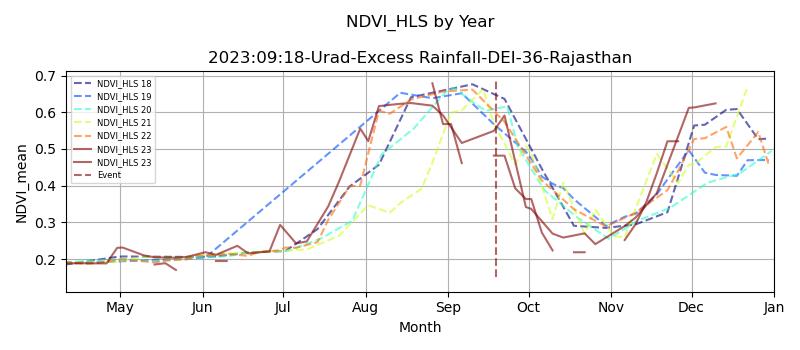 NDVI_HLS by Year
2023:09:18-Urad-Excess Rainfall-DEI-36-Rajasthan
NDVI_HLS 18
NDVI_HLS 19
NDVI_HLS 20
NDVI_HLS 21
NDVI_HLS 22
NDVI_HLS 23
NDVI_HLS 23
Event
0.7
0.6
0.5
0.4
0.3
0.2
NDVI_mean
May Jun Jul Aug Sep Oct Nov Dec Jan
Month